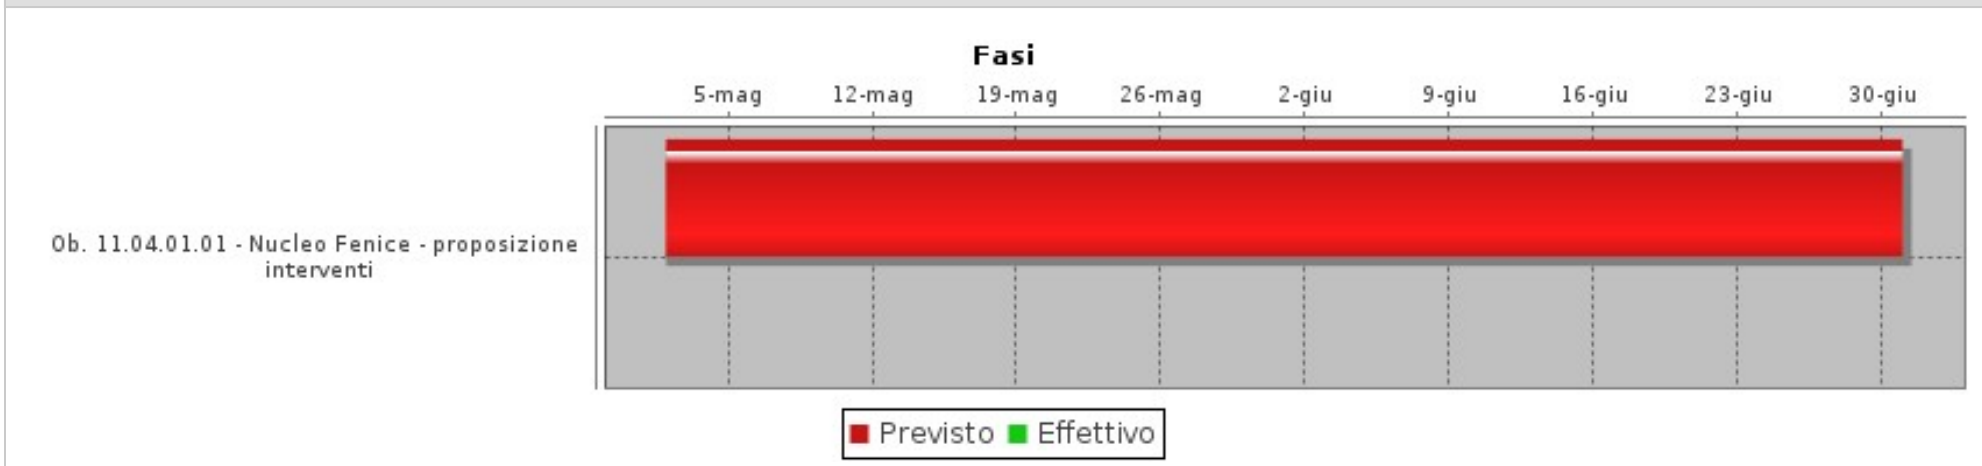 Fasi
5-mag 12-mag 19-mag 26-mag 2-giu 9-giu 16-giu 23-giu 30-giu
Ob. 11.04.01.01 - Nucleo Fenice - proposizione
interventi
Previsto Effettivo